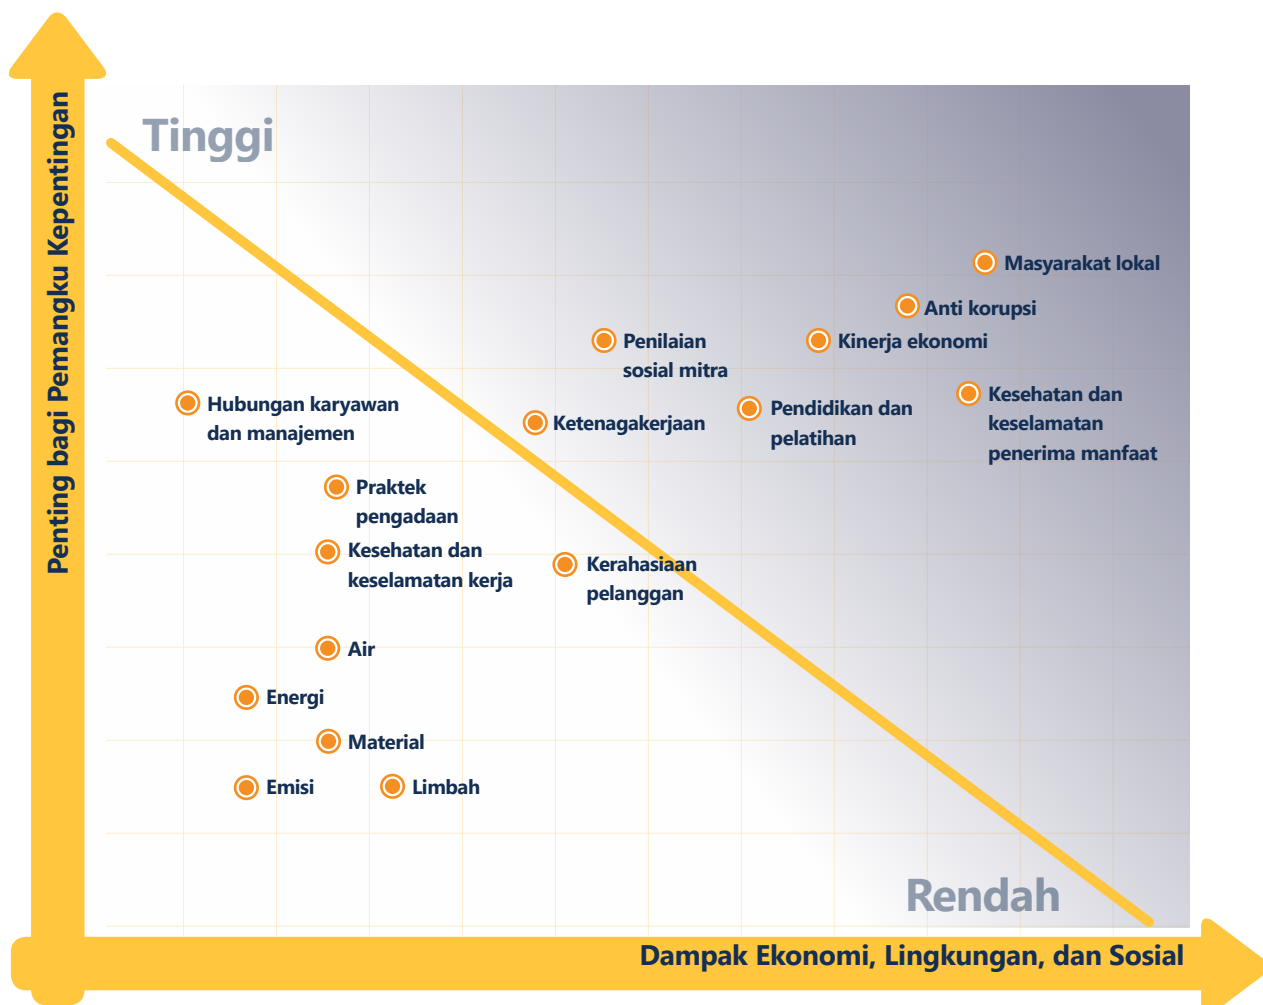 Penting bagi Pemangku Kepentingan
Tinggi
Masyarakat lokal
Anti korupsi
Penilaian
sosial mitra
Kinerja ekonomi
Hubungan karyawan
dan manajemen
Ketenagakerjaan
Pendidikan dan
pelatihan
Kesehatan dan
keselamatan
penerima manfaat
Praktek
pengadaan
Kesehatan dan
keselamatan kerja
Kerahasiaan
pelanggan
Air
Energi
Material
Emisi
Limbah
Rendah
Dampak Ekonomi, Lingkungan, dan Sosial